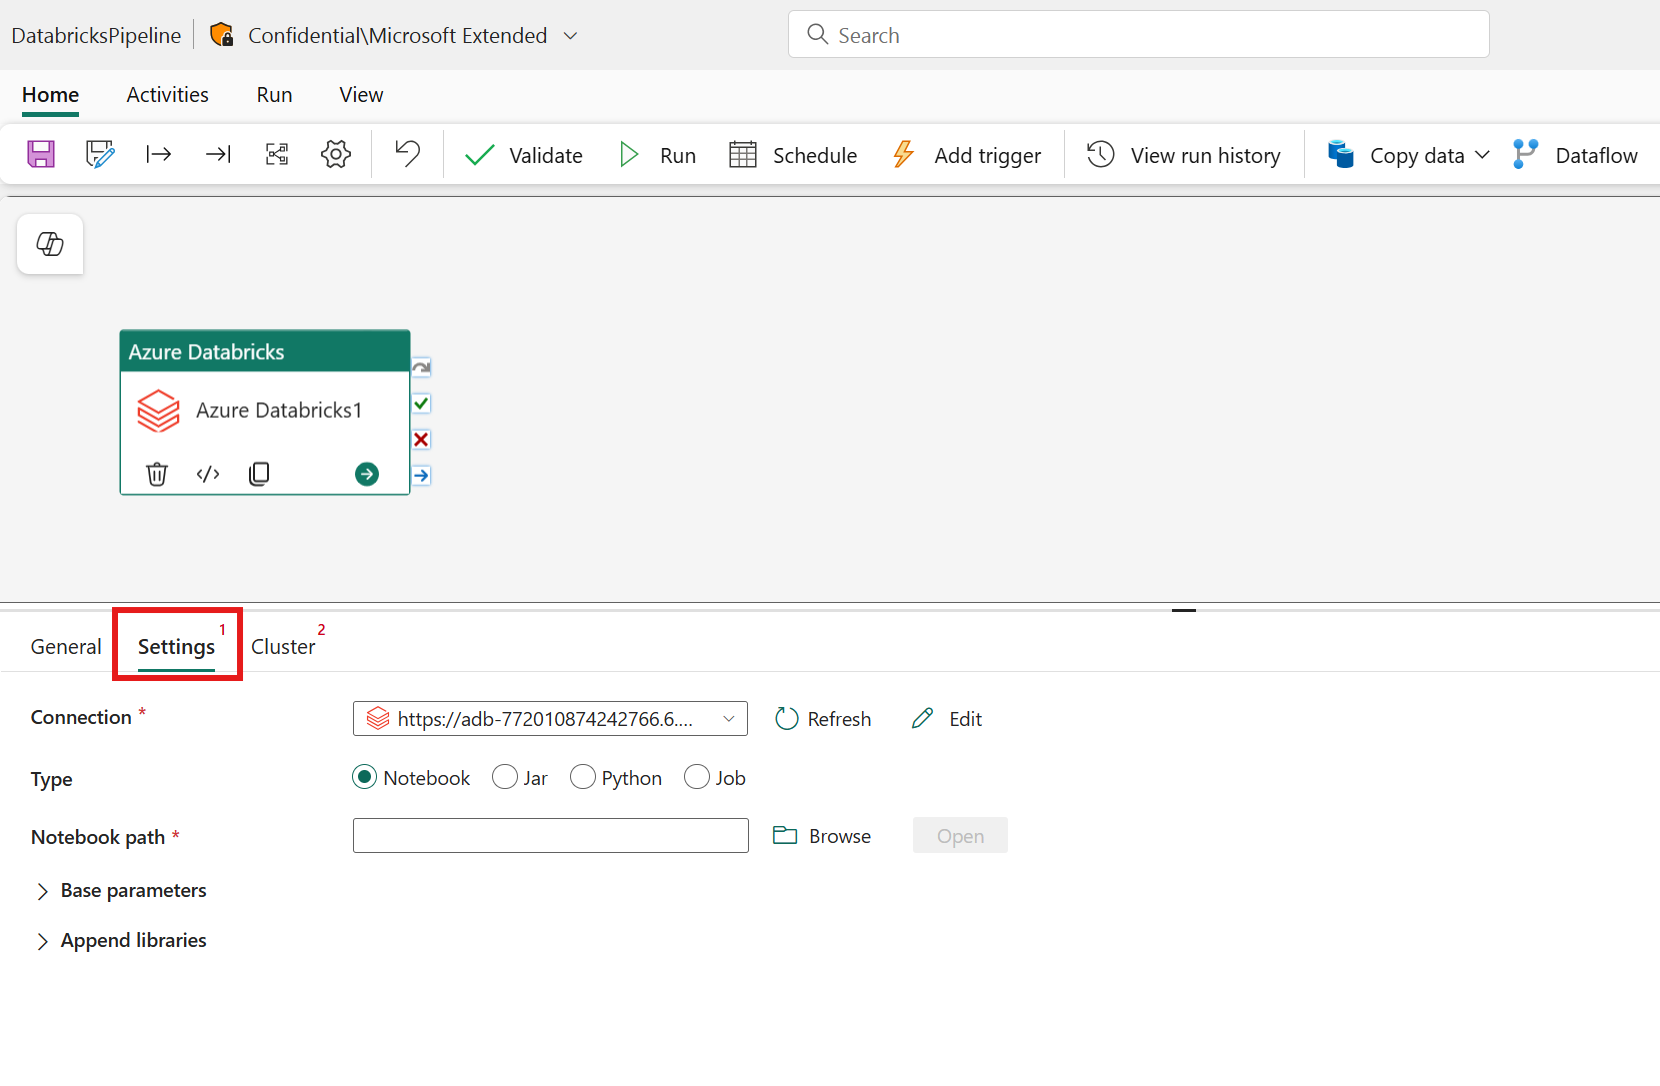 DatabricksPipeline Confidential\Microsoft Extended Search
Home Activities Run View
Validate Run Schedule Add trigger View run history Copy data Dataflow
Azure Databricks
Azure Databricks1
General Settings 1 Cluster 2
Connection * https://adb-772010874242766.6.... Refresh Edit
Type Notebook Jar Python Job
Notebook path * Browse Open
Base parameters
Append libraries